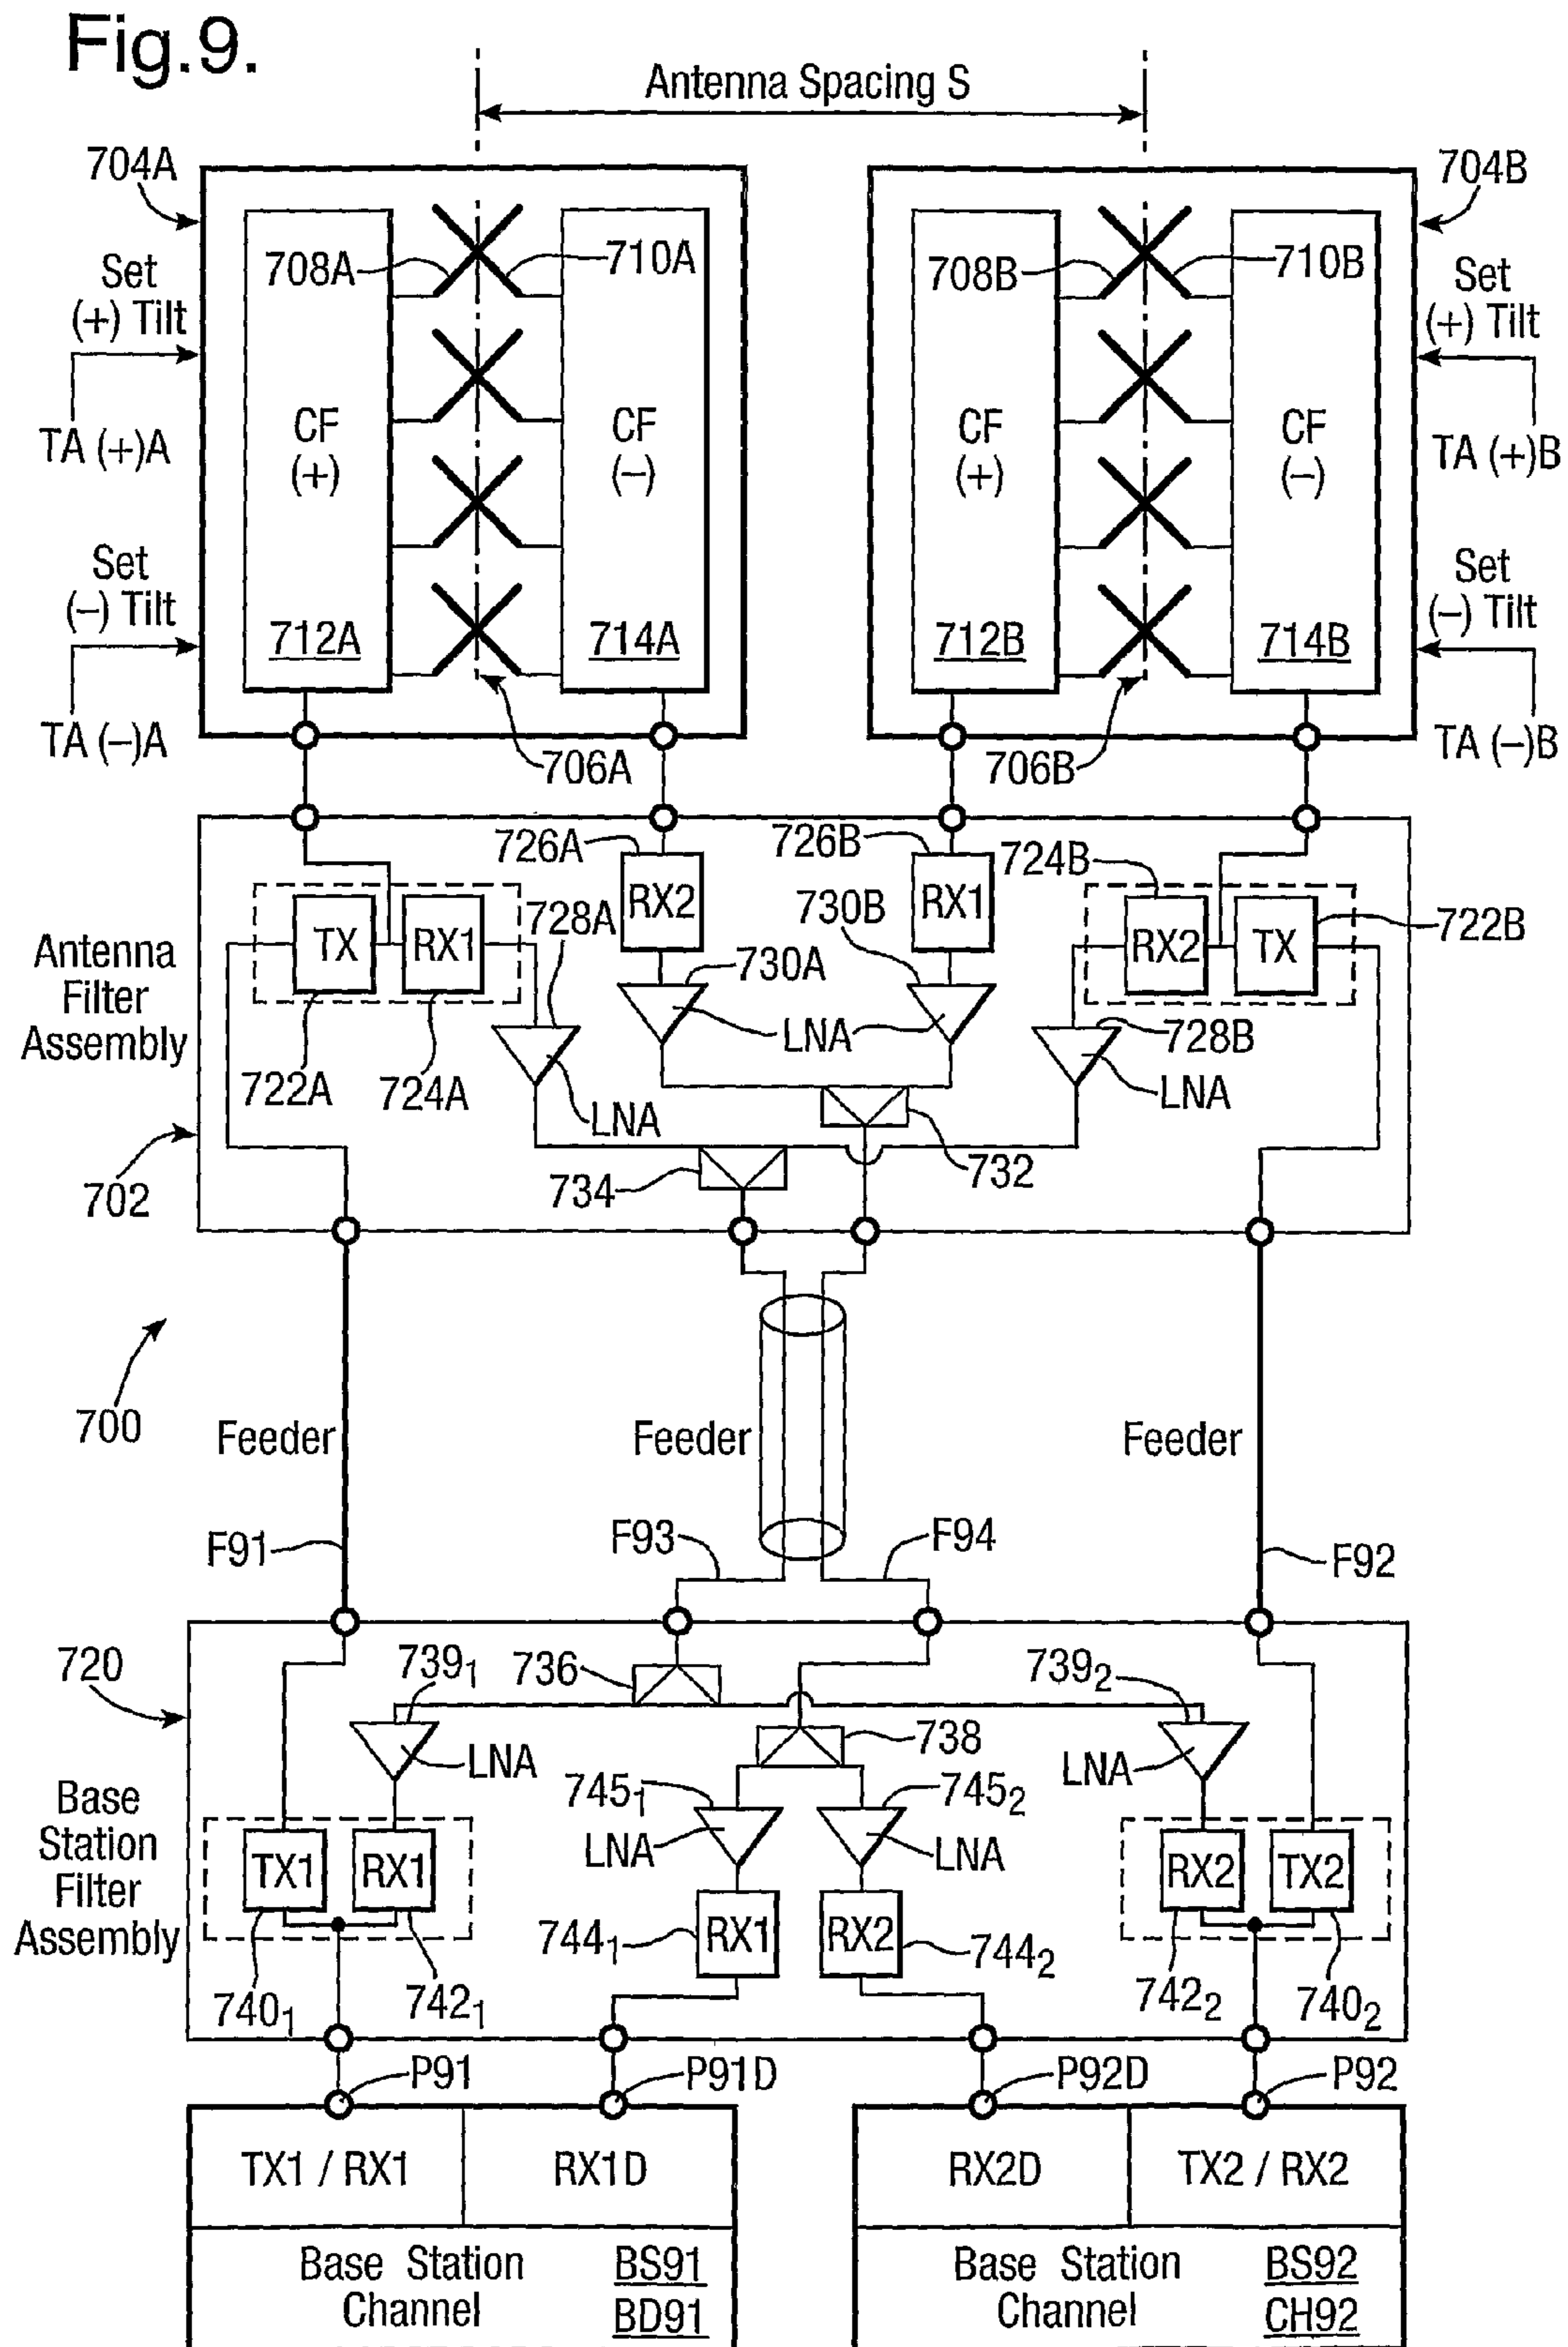 Fig.9.
Antenna Spacing S
704A
704B
708A
710A
708B
710B
Set
(+) Tilt
Set
(+) Tilt
TA (+)A
CF
(+)
CF
(–)
CF
(+)
CF
(–)
TA (+)B
Set
(–) Tilt
Set
(–) Tilt
712A
714A
712B
714B
TA (–)A
706A
706B
TA (–)B
726A
726B
724B
RX2
RX1
728A
730B
722B
TX
RX1
RX2
TX
Antenna
Filter
Assembly
730A
LNA
728B
722A
724A
LNA
LNA
702
734
732
700
Feeder
Feeder
Feeder
F91
F93
F94
F92
720
739₁
736
739₂
LNA
738
LNA
745₁
745₂
Base
Station
Filter
Assembly
LNA
LNA
TX1
RX1
RX2
TX2
744₁
RX1
RX2
744₂
740₁
742₁
742₂
740₂
P91
P91D
P92D
P92
TX1 / RX1
RX1D
RX2D
TX2 / RX2
Base Station
Channel
BS91
BD91
Base Station
Channel
BS92
CH92